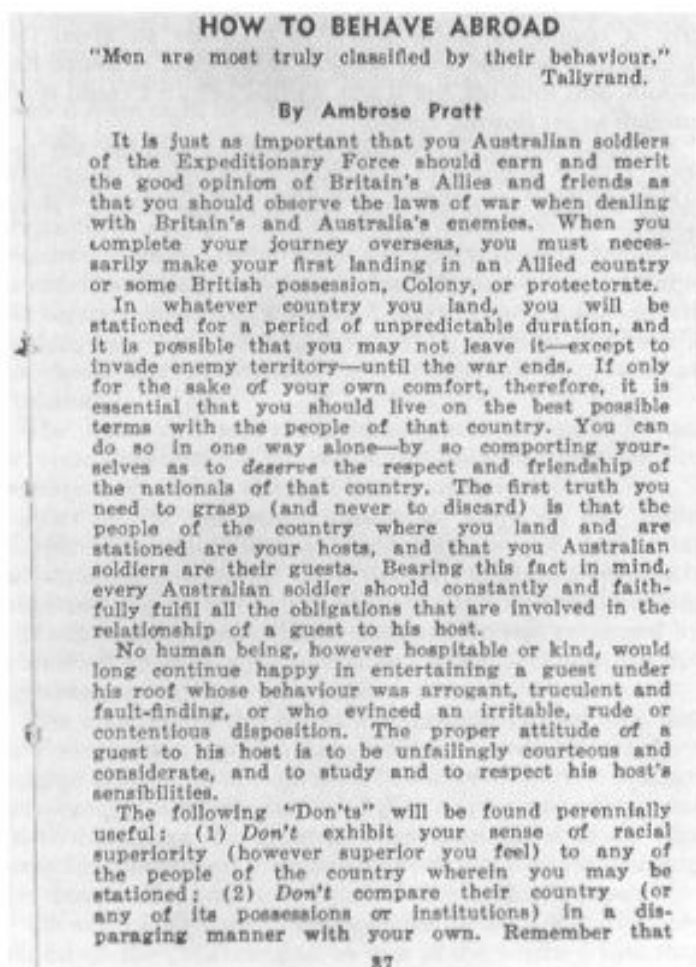 HOW TO BEHAVE ABROAD
"Men are most truly classified by their behaviour."
Tallyrand.
By Ambrose Pratt
It is just as important that you Australian soldiers
of the Expeditionary Force should earn and merit
the good opinion of Britain's Allies and friends as
that you should observe the laws of war when dealing
with Britain's and Australia's enemies. When you
complete your journey overseas, you must neces-
sarily make your first landing in an Allied country
or some British possession, Colony, or protectorate.
In whatever country you land, you will be
stationed for a period of unpredictable duration, and
it is possible that you may not leave it—except to
invade enemy territory—until the war ends. If only
for the sake of your own comfort, therefore, it is
essential that you should live on the best possible
terms with the people of that country. You can
do so in one way alone—by so comporting your-
selves as to deserve the respect and friendship of
the nationals of that country. The first truth you
need to grasp (and never to discard) is that the
people of the country where you land and are
stationed are your hosts, and that you Australian
soldiers are their guests. Bearing this fact in mind,
every Australian soldier should constantly and faith-
fully fulfil all the obligations that are involved in the
relationship of a guest to his host.
No human being, however hospitable or kind, would
long continue happy in entertaining a guest under
his roof whose behaviour was arrogant, truculent and
fault-finding, or who evinced an irritable, rude or
contentious disposition. The proper attitude of a
guest to his host is to be unfailingly courteous and
considerate, and to study and to respect his host's
sensibilities.
The following "Don'ts" will be found perennially
useful: (1) Don't exhibit your sense of racial
superiority (however superior you feel) to any of
the people of the country wherein you may be
stationed; (2) Don't compare their country (or
any of its possessions or institutions) in a dis-
paraging manner with your own. Remember that
37